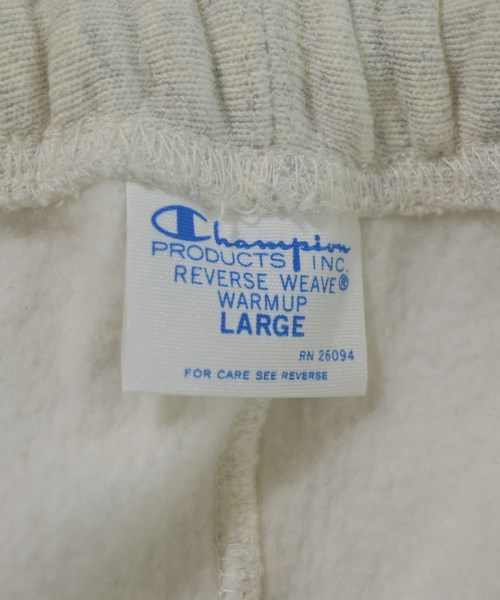 Champion
PRODUCTS INC.
REVERSE WEAVE®
WARMUP
LARGE
RN 26094
FOR CARE SEE REVERSE